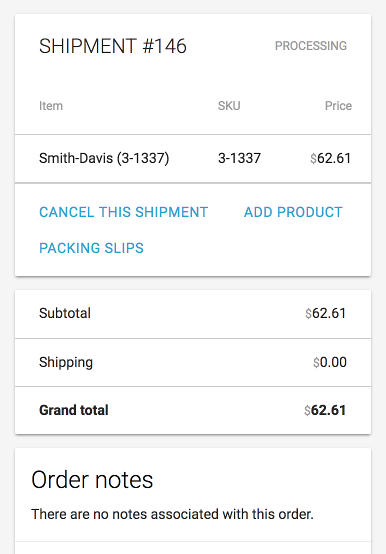 SHIPMENT #146 PROCESSING
Item SKU Price
Smith-Davis (3-1337) 3-1337 $62.61
CANCEL THIS SHIPMENT ADD PRODUCT
PACKING SLIPS
Subtotal $62.61
Shipping $0.00
Grand total $62.61
Order notes
There are no notes associated with this order.